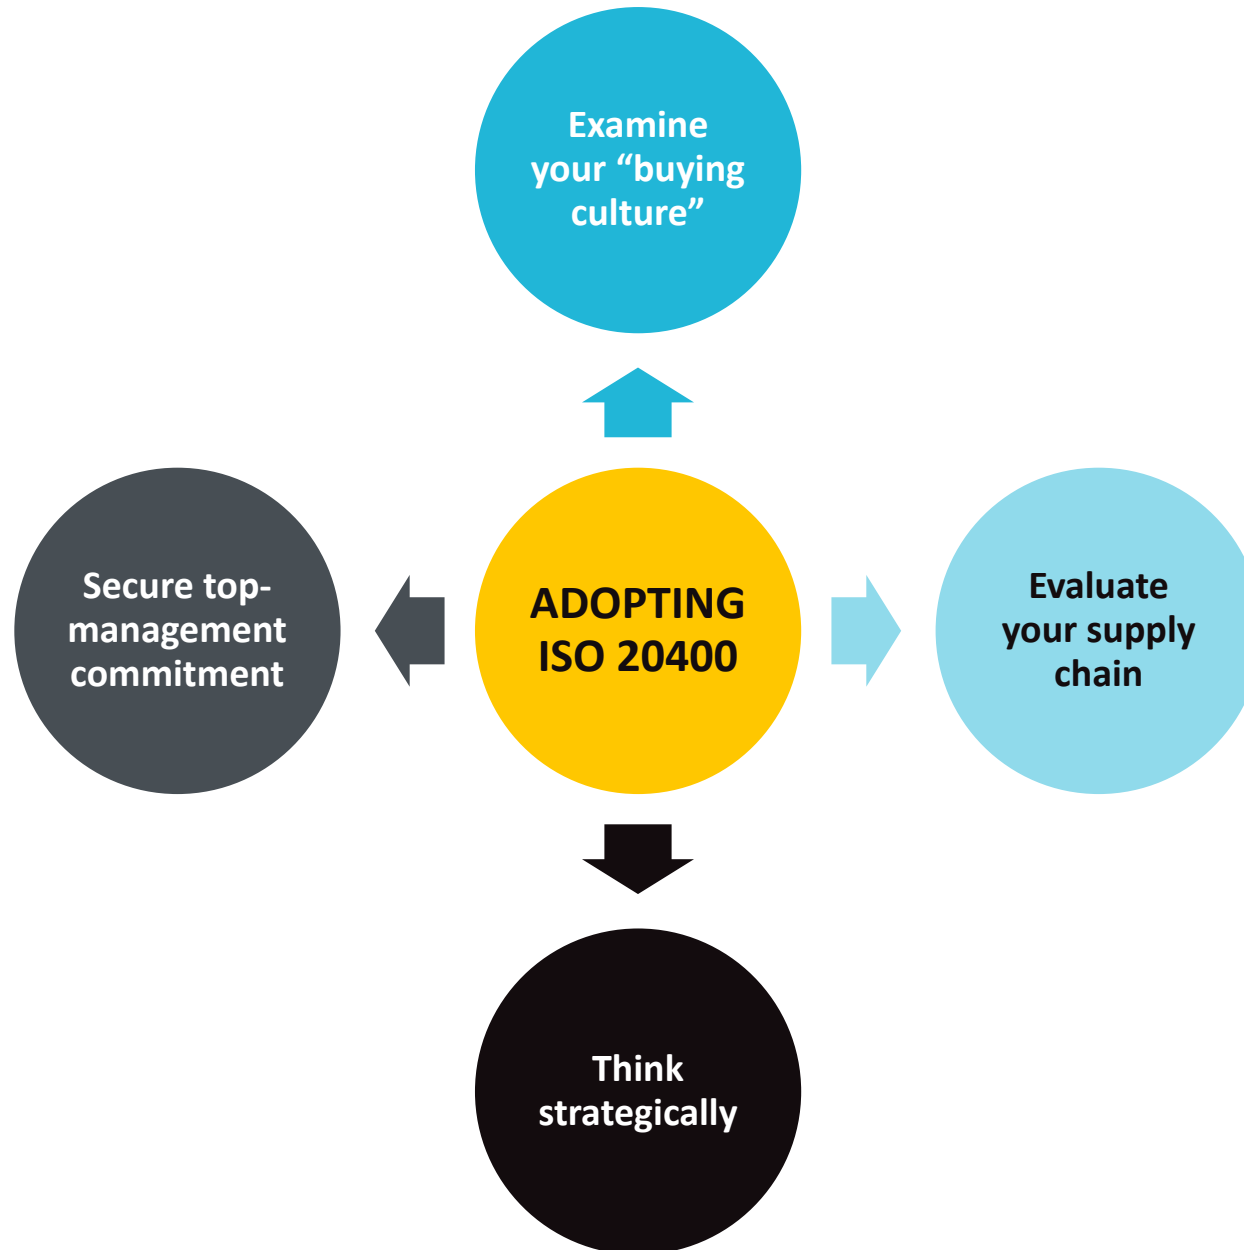 Examine
your “buying
culture”
Secure top-
management
commitment
ADOPTING
ISO 20400
Evaluate
your supply
chain
Think
strategically